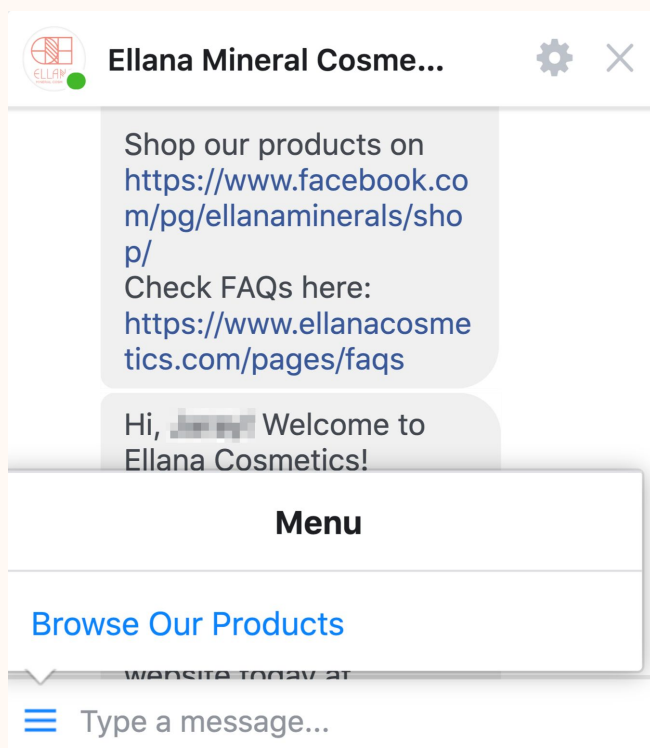 ELLANA
Ellana Mineral Cosme...
Shop our products on
https://www.facebook.co
m/pg/ellanaminerals/sho
p/
Check FAQs here:
https://www.ellanacosme
tics.com/pages/faqs
Hi, Welcome to
Ellana Cosmetics!
Menu
Browse Our Products
website today at
Type a message...